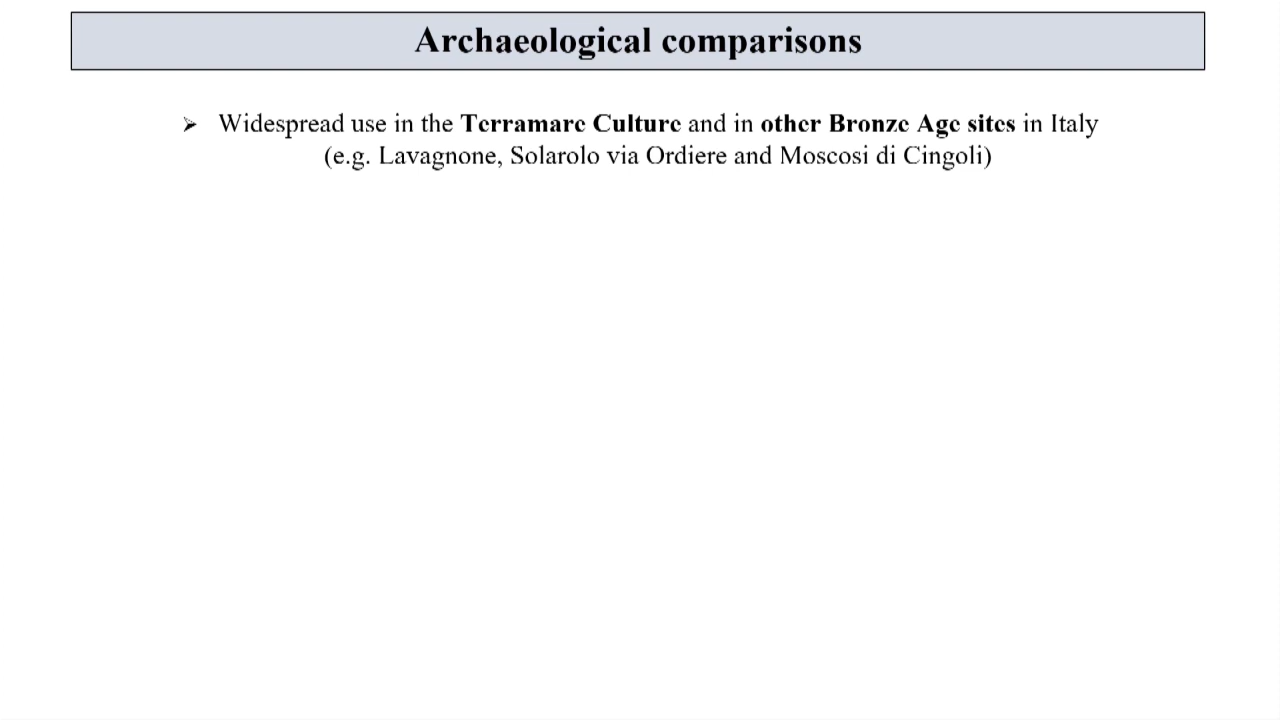 Archaeological comparisons
➢ Widespread use in the Terramare Culture and in other Bronze Age sites in Italy
(e.g. Lavagnone, Solarolo via Ordiere and Moscosi di Cingoli)